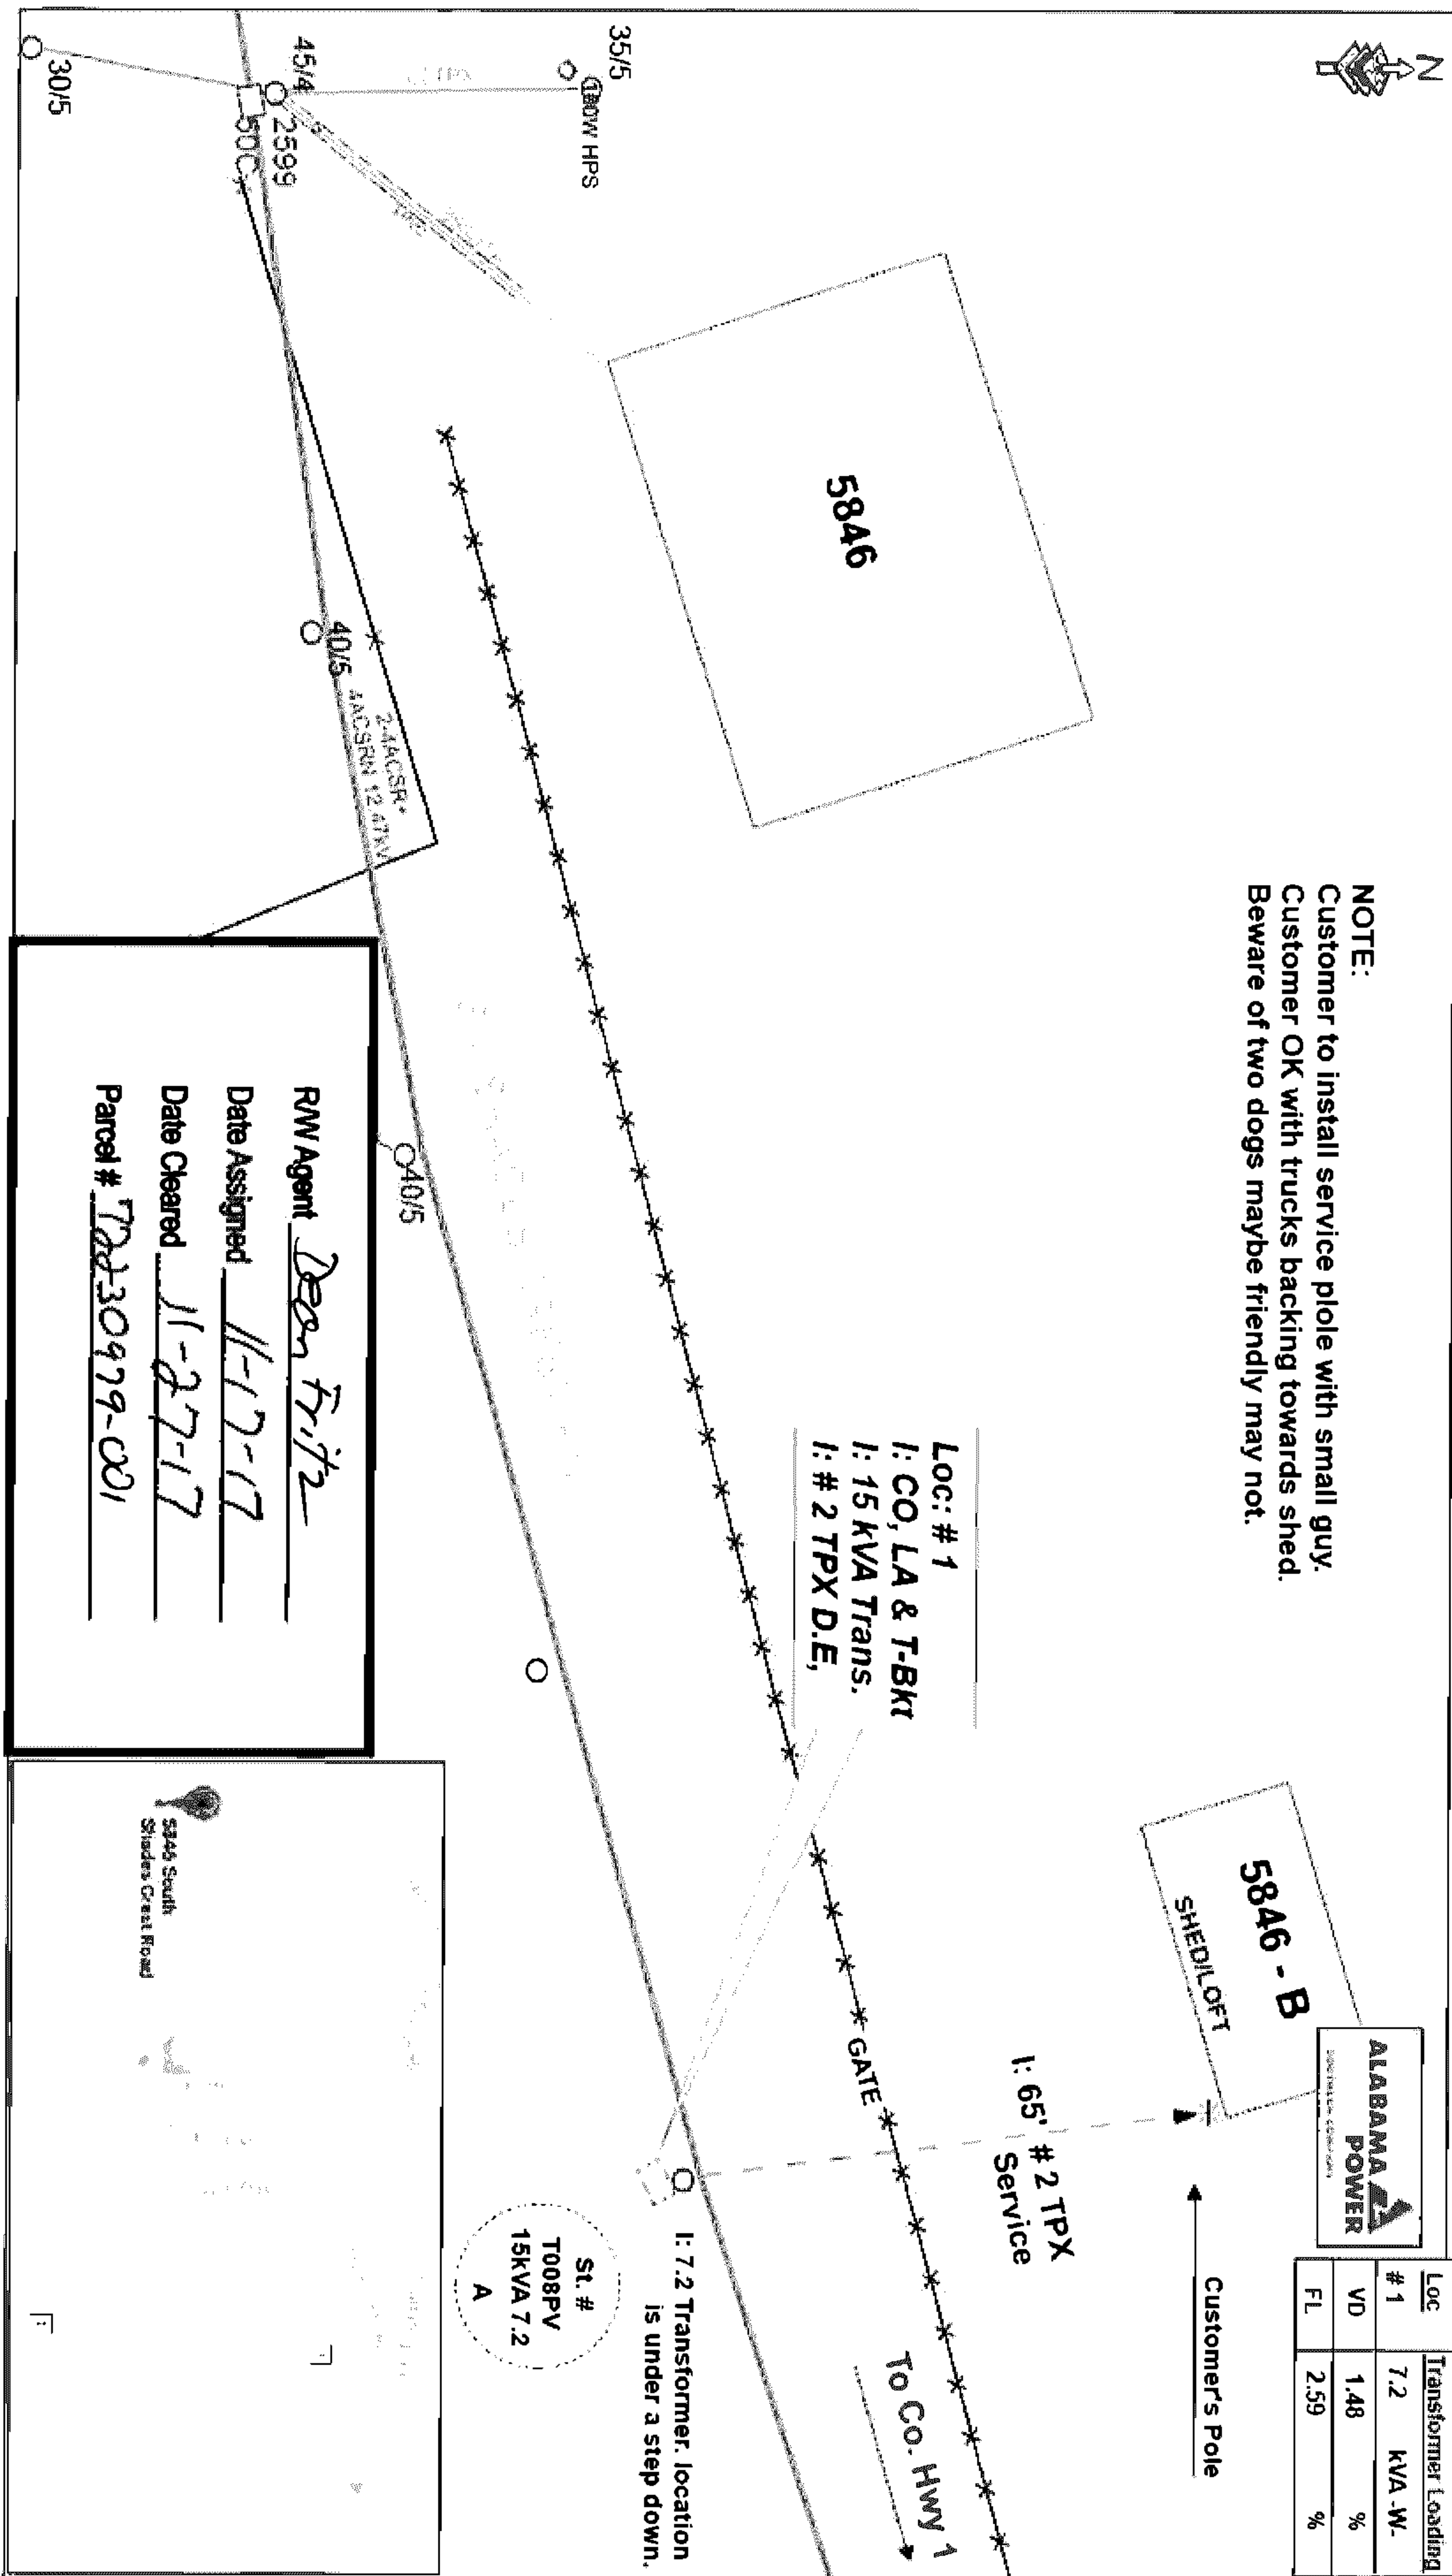 N
NOTE:
Customer to install service plole with small guy.
Customer OK with trucks backing towards shed.
Beware of two dogs maybe friendly may not.
ALABAMA
POWER
Loc Transformer Loading
# 1 7.2 kVA -W-
VD 1.48 %
FL 2.59 %
5846 - B
SHED/LOFT
Customer's Pole
I: 65' # 2 TPX
Service
Loc: # 1
I: CO, LA & T-Bkt
I: 15 kVA Trans.
I: # 2 TPX D.E,
5846
GATE
To Co. Hwy 1
35/5
100W HPS
45/4
2599
50C
30/5
40/5
2-4ACSR+
4ACSRN 12.47KV
40/5
I: 7.2 Transformer. location
is under a step down.
St. #
T008PV
15kVA 7.2
A
R/W Agent Dean Fritz
Date Assigned 11-17-17
Date Cleared 11-27-17
Parcel # 72230979-001
5846 South
Shades Crest Road